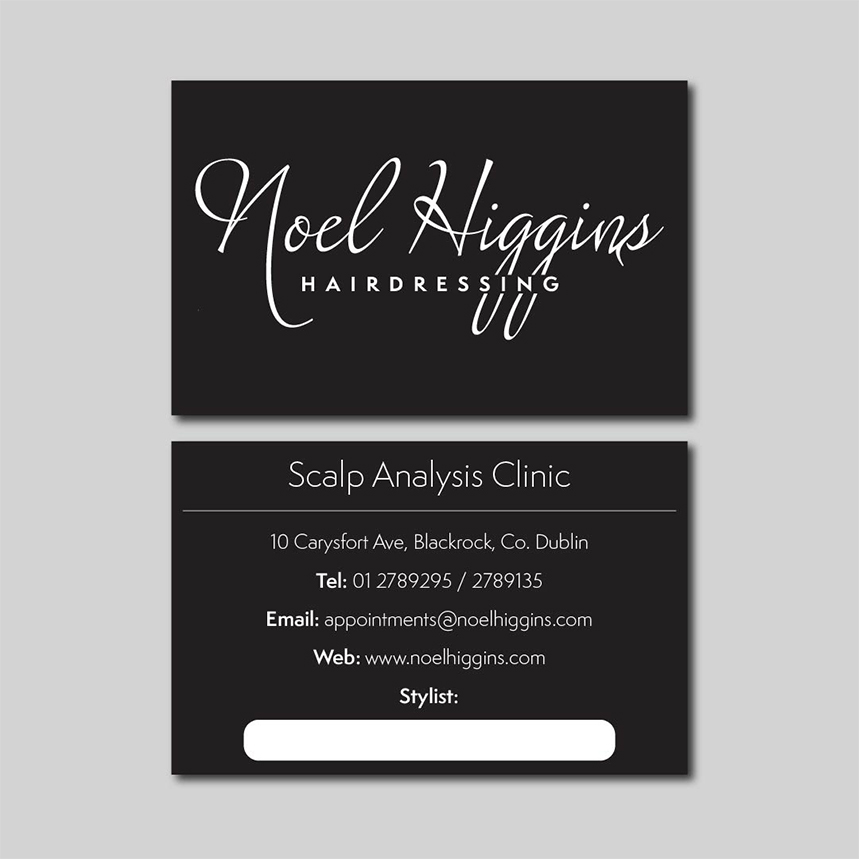 Noel Higgins
HAIRDRESSING
Scalp Analysis Clinic
10 Carysfort Ave, Blackrock, Co. Dublin
Tel: 01 2789295 / 2789135
Email: appointments@noelhiggins.com
Web: www.noelhiggins.com
Stylist: